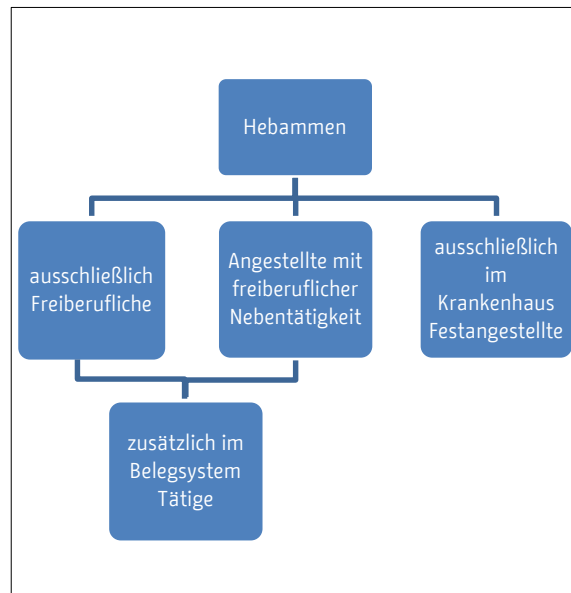 Hebammen
ausschließlich
Freiberufliche
Angestellte mit
freiberuflicher
Nebentätigkeit
ausschließlich
im
Krankenhaus
Festangestellte
zusätzlich im
Belegsystem
Tätige